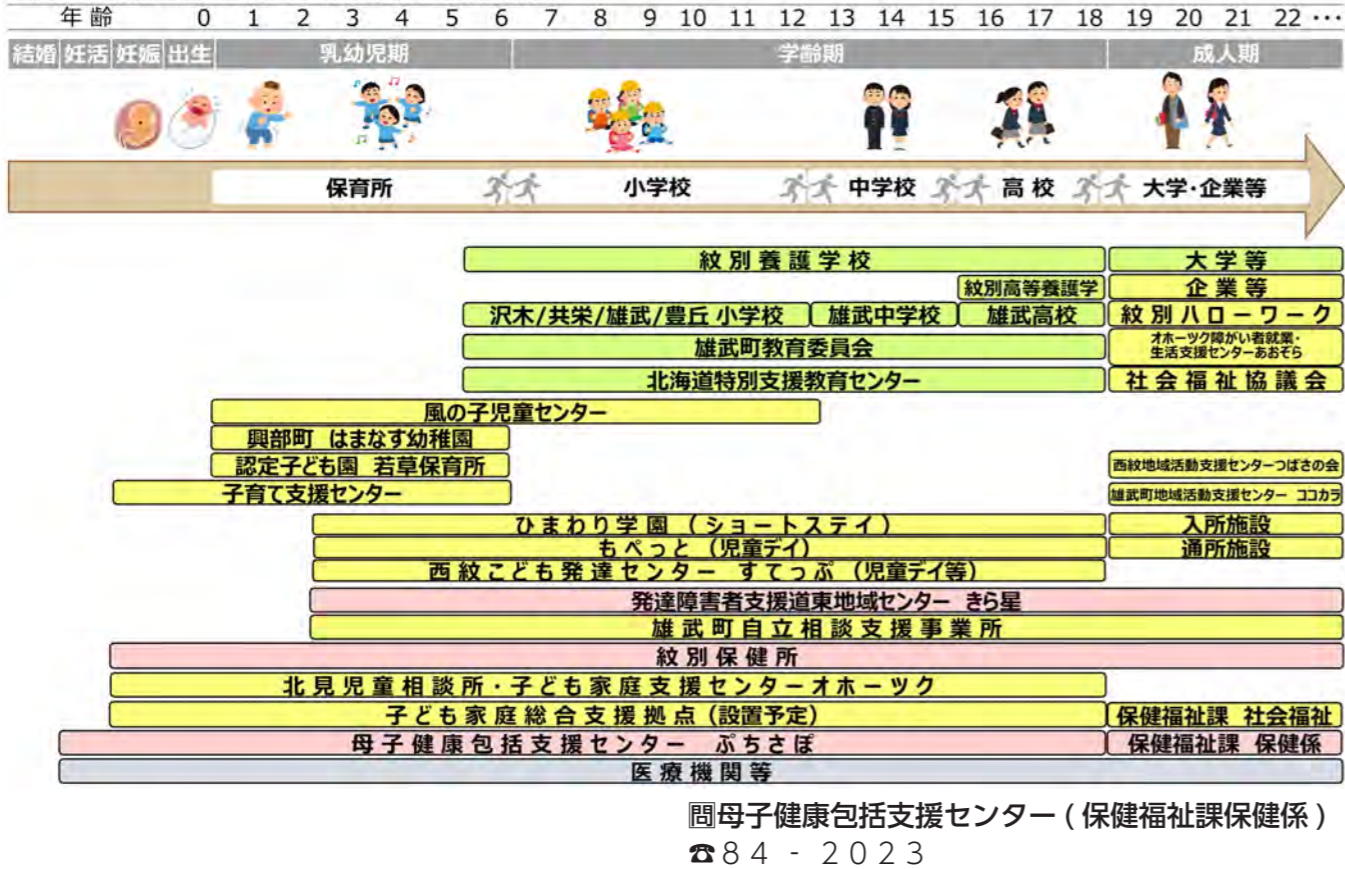 年齢 0 1 2 3 4 5 6 7 8 9 10 11 12 13 14 15 16 17 18 19 20 21 22 …
結婚 妊活 妊娠 出生 乳幼児期 学齢期 成人期
保育所 小学校 中学校 高校 大学・企業等
紋別養護学校 大学等
紋別高等養護学 企業等
沢木/共栄/雄武/豊丘 小学校 雄武中学校 雄武高校 紋別ハローワーク
雄武町教育委員会 オホーツク障がい者就業・
生活支援センターあおぞら
北海道特別支援教育センター 社会福祉協議会
風の子児童センター
興部町 はまなす幼稚園
認定子ども園 若草保育所 西紋地域活動支援センターつばさの会
子育て支援センター 雄武町地域活動支援センター ココカラ
ひまわり学園 (ショートステイ) 入所施設
もぺっと (児童デイ) 通所施設
西紋こども発達センター すてっぷ (児童デイ等)
発達障害者支援道東地域センター きら星
雄武町自立相談支援事業所
紋別保健所
北見児童相談所・子ども家庭支援センターオホーツク
子ども家庭総合支援拠点 (設置予定) 保健福祉課 社会福祉
母子健康包括支援センター ぷちさぽ 保健福祉課 保健係
医療機関等
問母子健康包括支援センター ( 保健福祉課保健係 )
☎84 - 2023